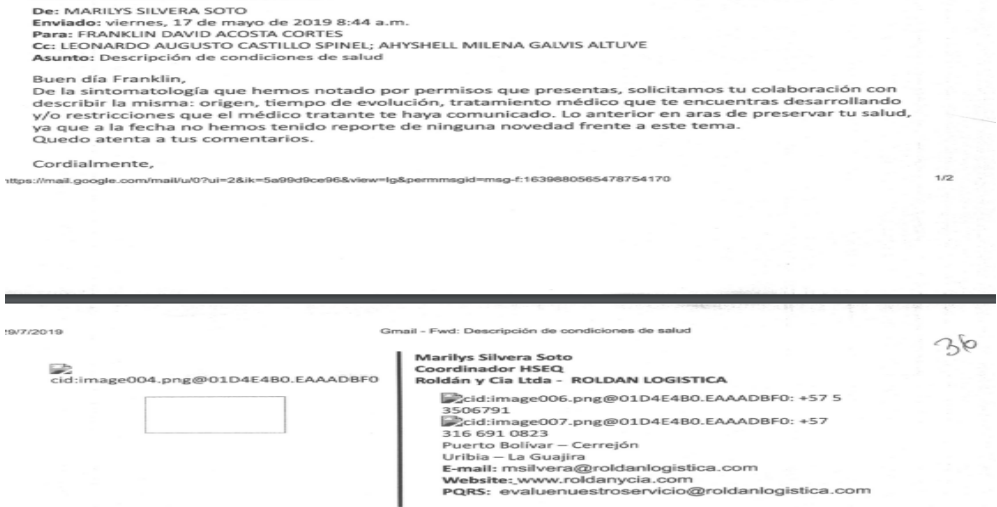 De: MARILYS SILVERA SOTO
Enviado: viernes, 17 de mayo de 2019 8:44 a.m.
Para: FRANKLIN DAVID ACOSTA CORTES
Cc: LEONARDO AUGUSTO CASTILLO SPINEL; AHYSHELL MILENA GALVIS ALTUVE
Asunto: Descripción de condiciones de salud
Buen día Franklin,
De la sintomatología que hemos notado por permisos que presentas, solicitamos tu colaboración con
describir la misma: origen, tiempo de evolución, tratamiento médico que te encuentras desarrollando
y/o restricciones que el médico tratante te haya comunicado. Lo anterior en aras de preservar tu salud,
ya que a la fecha no hemos tenido reporte de ninguna novedad frente a este tema.
Quedo atenta a tus comentarios.
Cordialmente,
ttps://mail.google.com/mail/u/0?ui=2&ik=5a99d9ce96&view=lg&permmsgid=msg-f:1639880565478754170
1/2
29/7/2019
Gmail - Fwd: Descripción de condiciones de salud
36
cid:image004.png@01D4E4B0.EAAADBF0
Marilys Silvera Soto
Coordinador HSEQ
Roldán y Cia Ltda - ROLDAN LOGISTICA
cid:image006.png@01D4E4B0.EAAADBF0: +57 5
3506791
cid:image007.png@01D4E4B0.EAAADBF0: +57
316 691 0823
Puerto Bolívar – Cerrejón
Uribia – La Guajira
E-mail: msilvera@roldanlogistica.com
Website: www.roldanycia.com
PQRS: evaluenuestroservicio@roldanlogistica.com